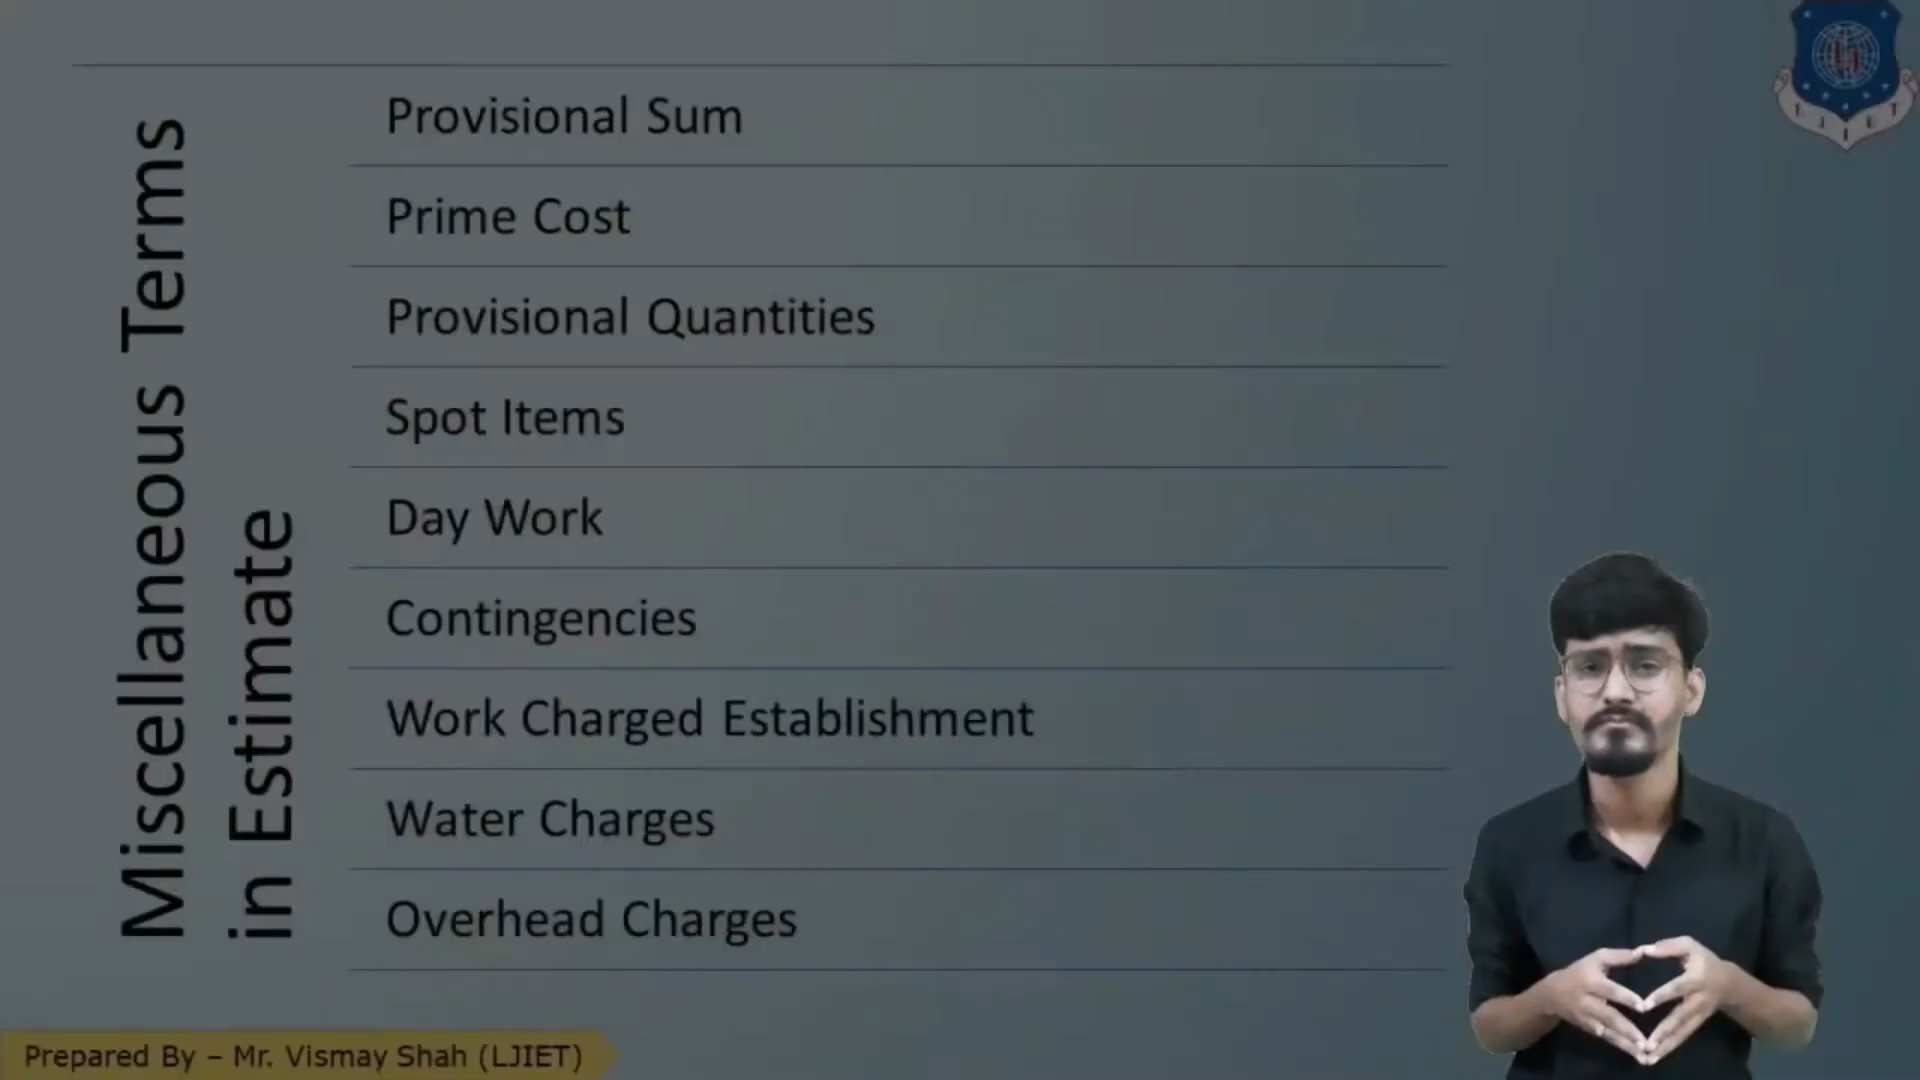 Miscellaneous Terms
in Estimate
Provisional Sum
Prime Cost
Provisional Quantities
Spot Items
Day Work
Contingencies
Work Charged Establishment
Water Charges
Overhead Charges
L J I E T
Prepared By – Mr. Vismay Shah (LJIET)